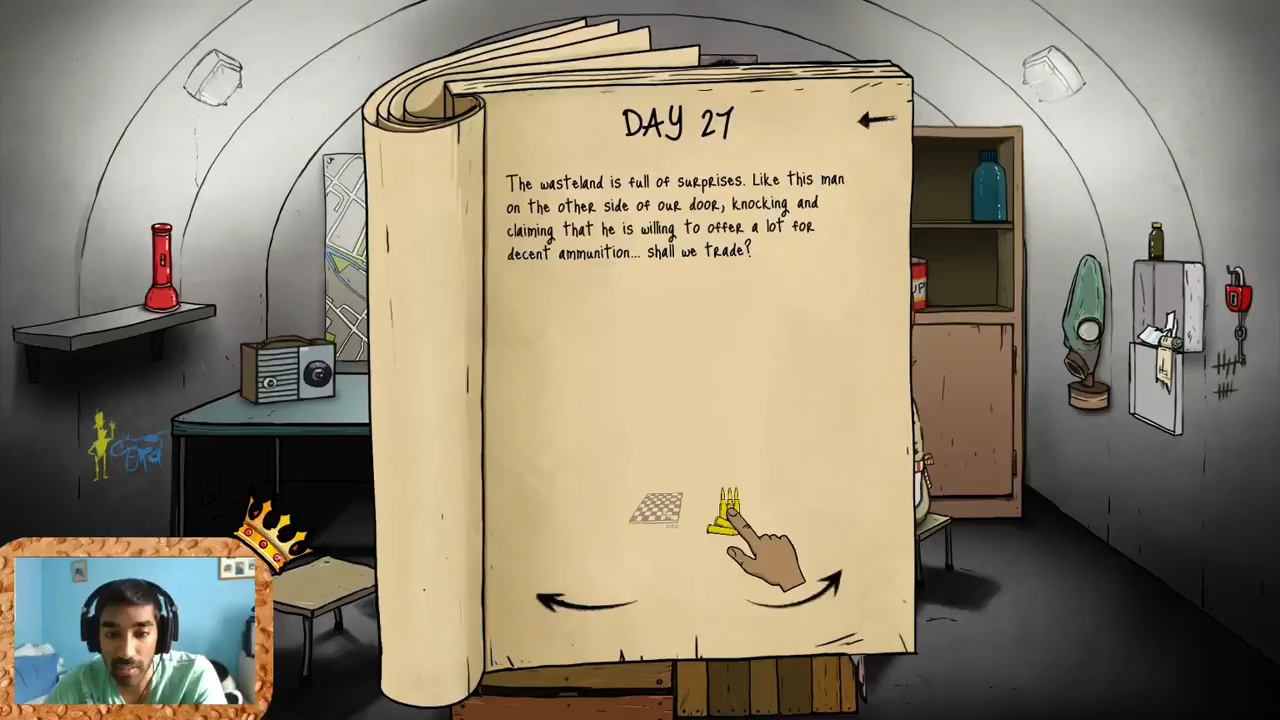 DAY 27
The wasteland is full of surprises. Like this man
on the other side of our door, knocking and
claiming that he is willing to offer a lot for
decent ammunition... shall we trade?
UP